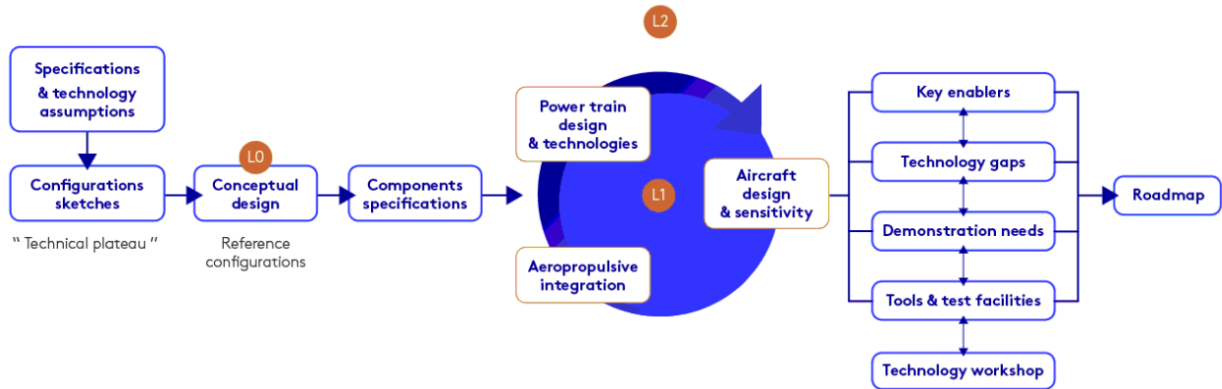 Specifications
& technology
assumptions
Configurations
sketches
“ Technical plateau ”
L0
Conceptual
design
Reference
configurations
Components
specifications
L2
Power train
design
& technologies
L1
Aeropropulsive
integration
Aircraft
design
& sensitivity
Key enablers
Technology gaps
Demonstration needs
Tools & test facilities
Technology workshop
Roadmap